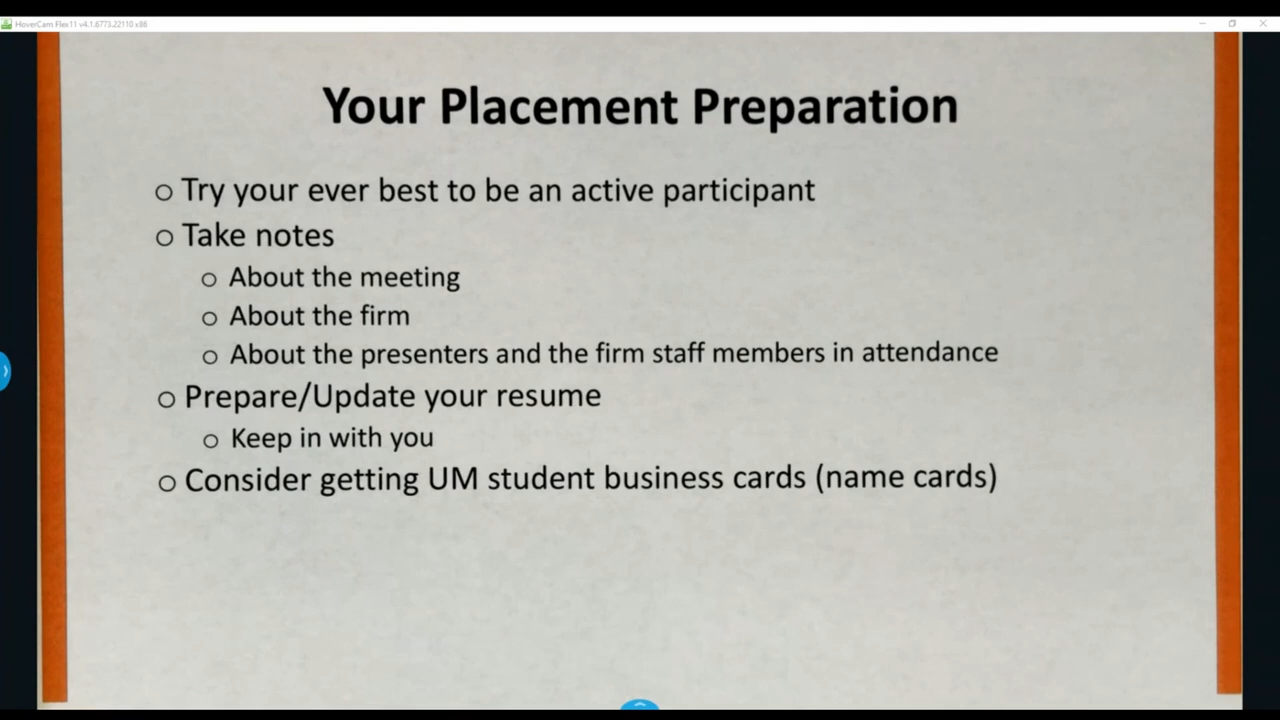 HoverCam Flex11 v4.1.6773.22110 x86
Your Placement Preparation
Try your ever best to be an active participant
Take notes
About the meeting
About the firm
About the presenters and the firm staff members in attendance
Prepare/Update your resume
Keep in with you
Consider getting UM student business cards (name cards)